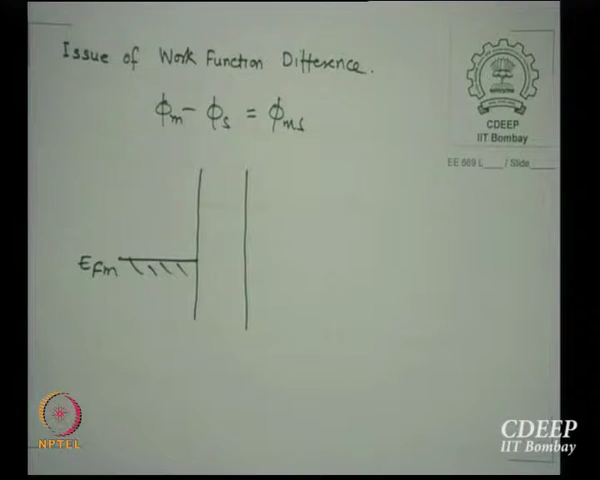 Issue of Work Function Difference.
ϕm - ϕs = ϕms
EFm
CDEEP
IIT Bombay
EE 669 L___ / Slide___
NPTEL
CDEEP
IIT Bombay